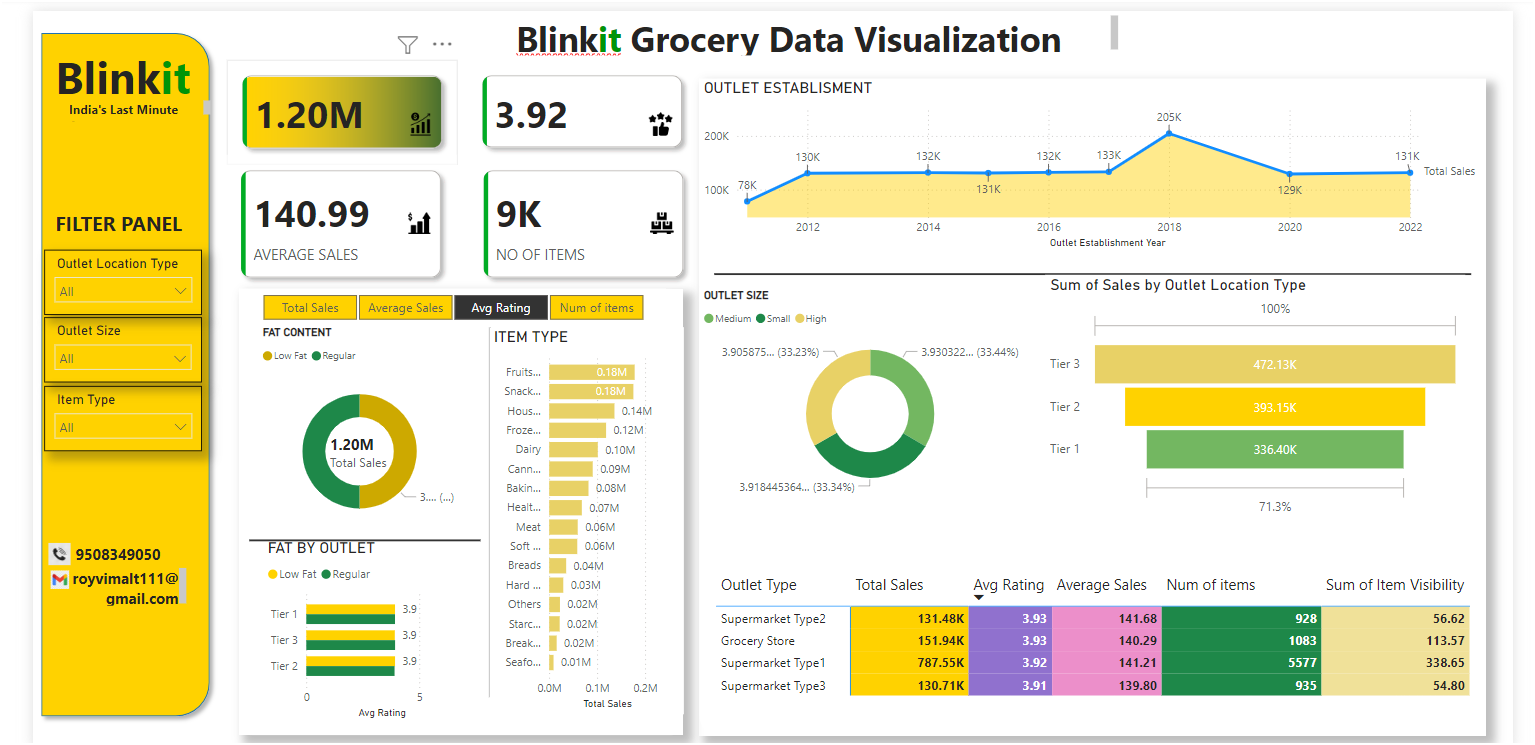 Blinkit Grocery Data Visualization
Blinkit
India's Last Minute
FILTER PANEL
Outlet Location Type
All
Outlet Size
All
Item Type
All
9508349050
royvimalt111@
gmail.com
1.20M
3.92
140.99
AVERAGE SALES
9K
NO OF ITEMS
Total Sales
Average Sales
Avg Rating
Num of items
FAT CONTENT
Low Fat Regular
1.20M
Total Sales
3.... (...)
FAT BY OUTLET
Low Fat Regular
Tier 1 3.9
Tier 3 3.9
Tier 2 3.9
0 5
Avg Rating
ITEM TYPE
Fruits... 0.18M
Snack... 0.18M
Hous... 0.14M
Froze... 0.12M
Dairy 0.10M
Cann... 0.09M
Bakin... 0.08M
Healt... 0.07M
Meat 0.06M
Soft ... 0.06M
Breads 0.04M
Hard ... 0.03M
Others 0.02M
Starc... 0.02M
Break... 0.02M
Seafo... 0.01M
0.0M 0.1M 0.2M
Total Sales
OUTLET ESTABLISMENT
200K
100K
78K 130K 132K 131K 132K 133K 205K 129K 131K
Total Sales
2012 2014 2016 2018 2020 2022
Outlet Establishment Year
OUTLET SIZE
Medium Small High
3.905875... (33.23%)
3.930322... (33.44%)
3.918445364... (33.34%)
Sum of Sales by Outlet Location Type
100%
Tier 3 472.13K
Tier 2 393.15K
Tier 1 336.40K
71.3%
Outlet Type Total Sales Avg Rating Average Sales Num of items Sum of Item Visibility
Supermarket Type2 131.48K 3.93 141.68 928 56.62
Grocery Store 151.94K 3.93 140.29 1083 113.57
Supermarket Type1 787.55K 3.92 141.21 5577 338.65
Supermarket Type3 130.71K 3.91 139.80 935 54.80